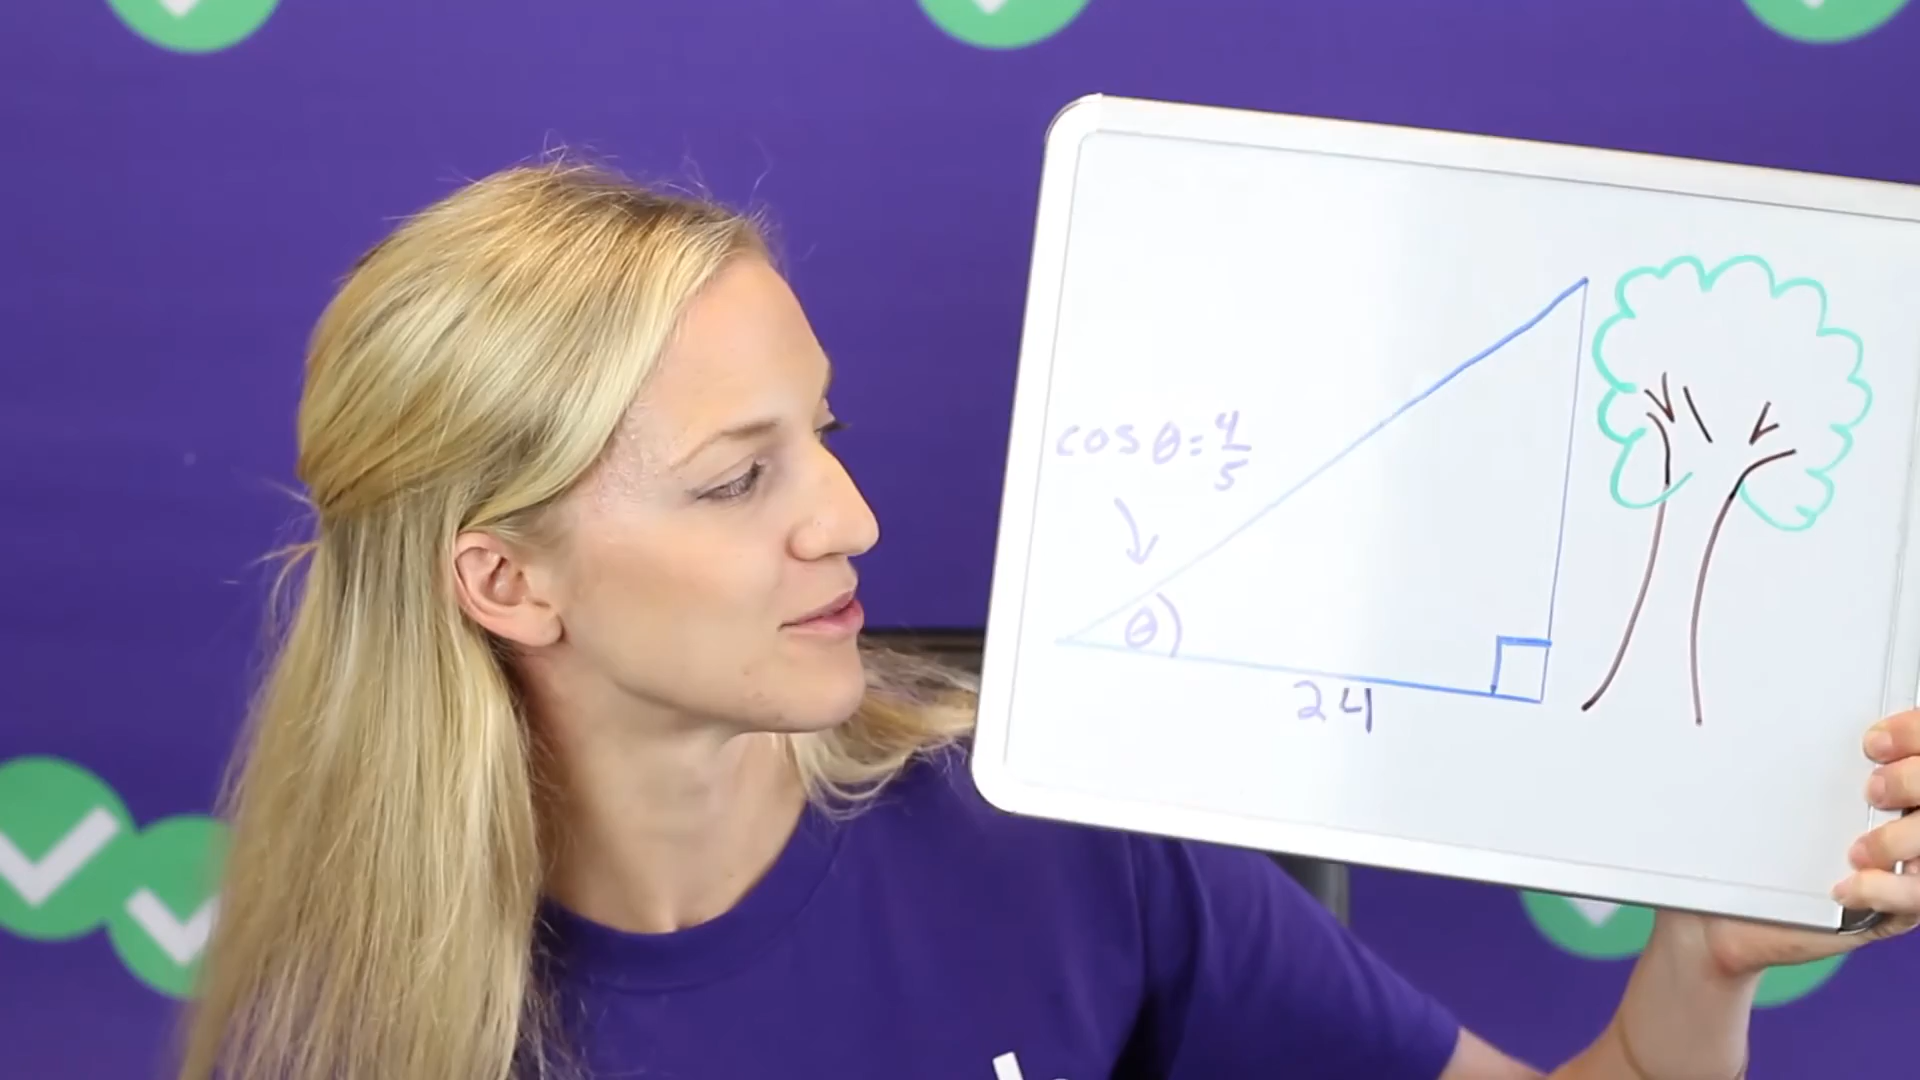 cos θ = 4/5
θ
24